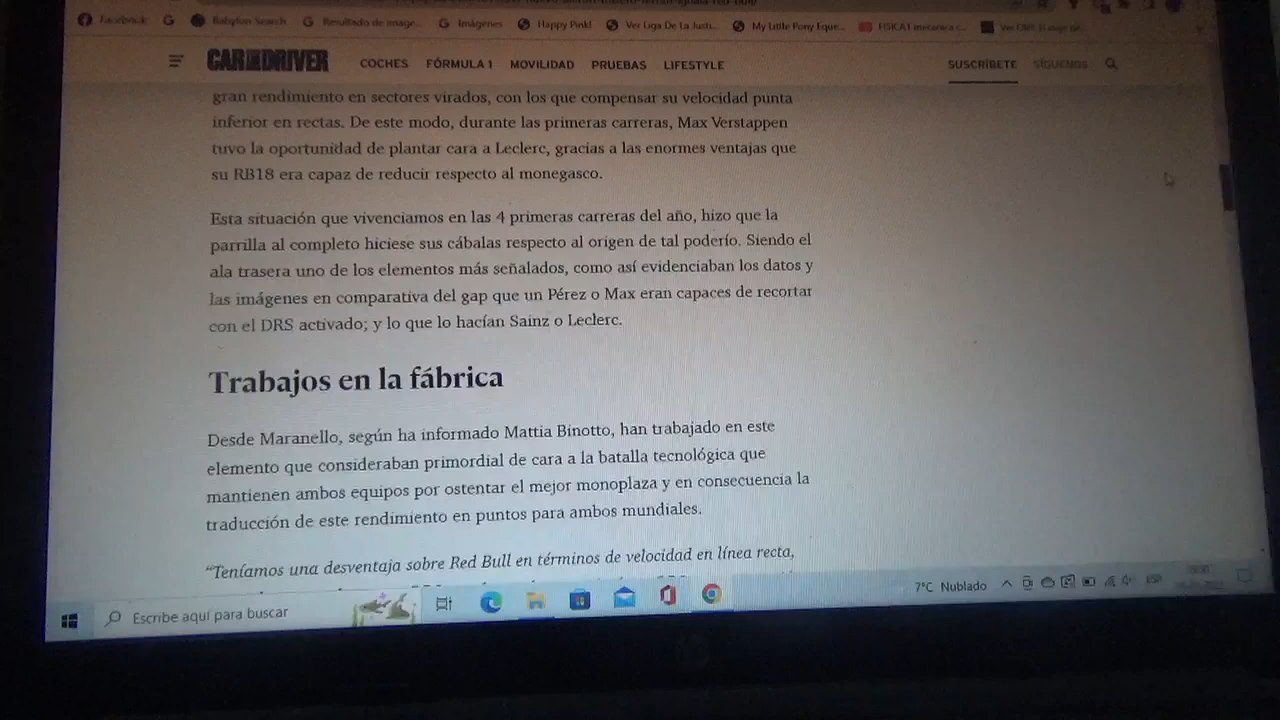 Facebook
Babylon Search
Resultado de image...
Imágenes
Happy Pink!
Ver Liga De La Justi...
My Little Pony Eque...
CAR AND DRIVER
COCHES FÓRMULA 1 MOVILIDAD PRUEBAS LIFESTYLE
SUSCRÍBETE SÍGUENOS
gran rendimiento en sectores virados, con los que compensar su velocidad punta
inferior en rectas. De este modo, durante las primeras carreras, Max Verstappen
tuvo la oportunidad de plantar cara a Leclerc, gracias a las enormes ventajas que
su RB18 era capaz de reducir respecto al monegasco.
Esta situación que vivenciamos en las 4 primeras carreras del año, hizo que la
parrilla al completo hiciese sus cábalas respecto al origen de tal poderío. Siendo el
ala trasera uno de los elementos más señalados, como así evidenciaban los datos y
las imágenes en comparativa del gap que un Pérez o Max eran capaces de recortar
con el DRS activado; y lo que lo hacían Sainz o Leclerc.
Trabajos en la fábrica
Desde Maranello, según ha informado Mattia Binotto, han trabajado en este
elemento que consideraban primordial de cara a la batalla tecnológica que
mantienen ambos equipos por ostentar el mejor monoplaza y en consecuencia la
traducción de este rendimiento en puntos para ambos mundiales.
“Teníamos una desventaja sobre Red Bull en términos de velocidad en línea recta,
Escribe aquí para buscar
7°C Nublado
ESP